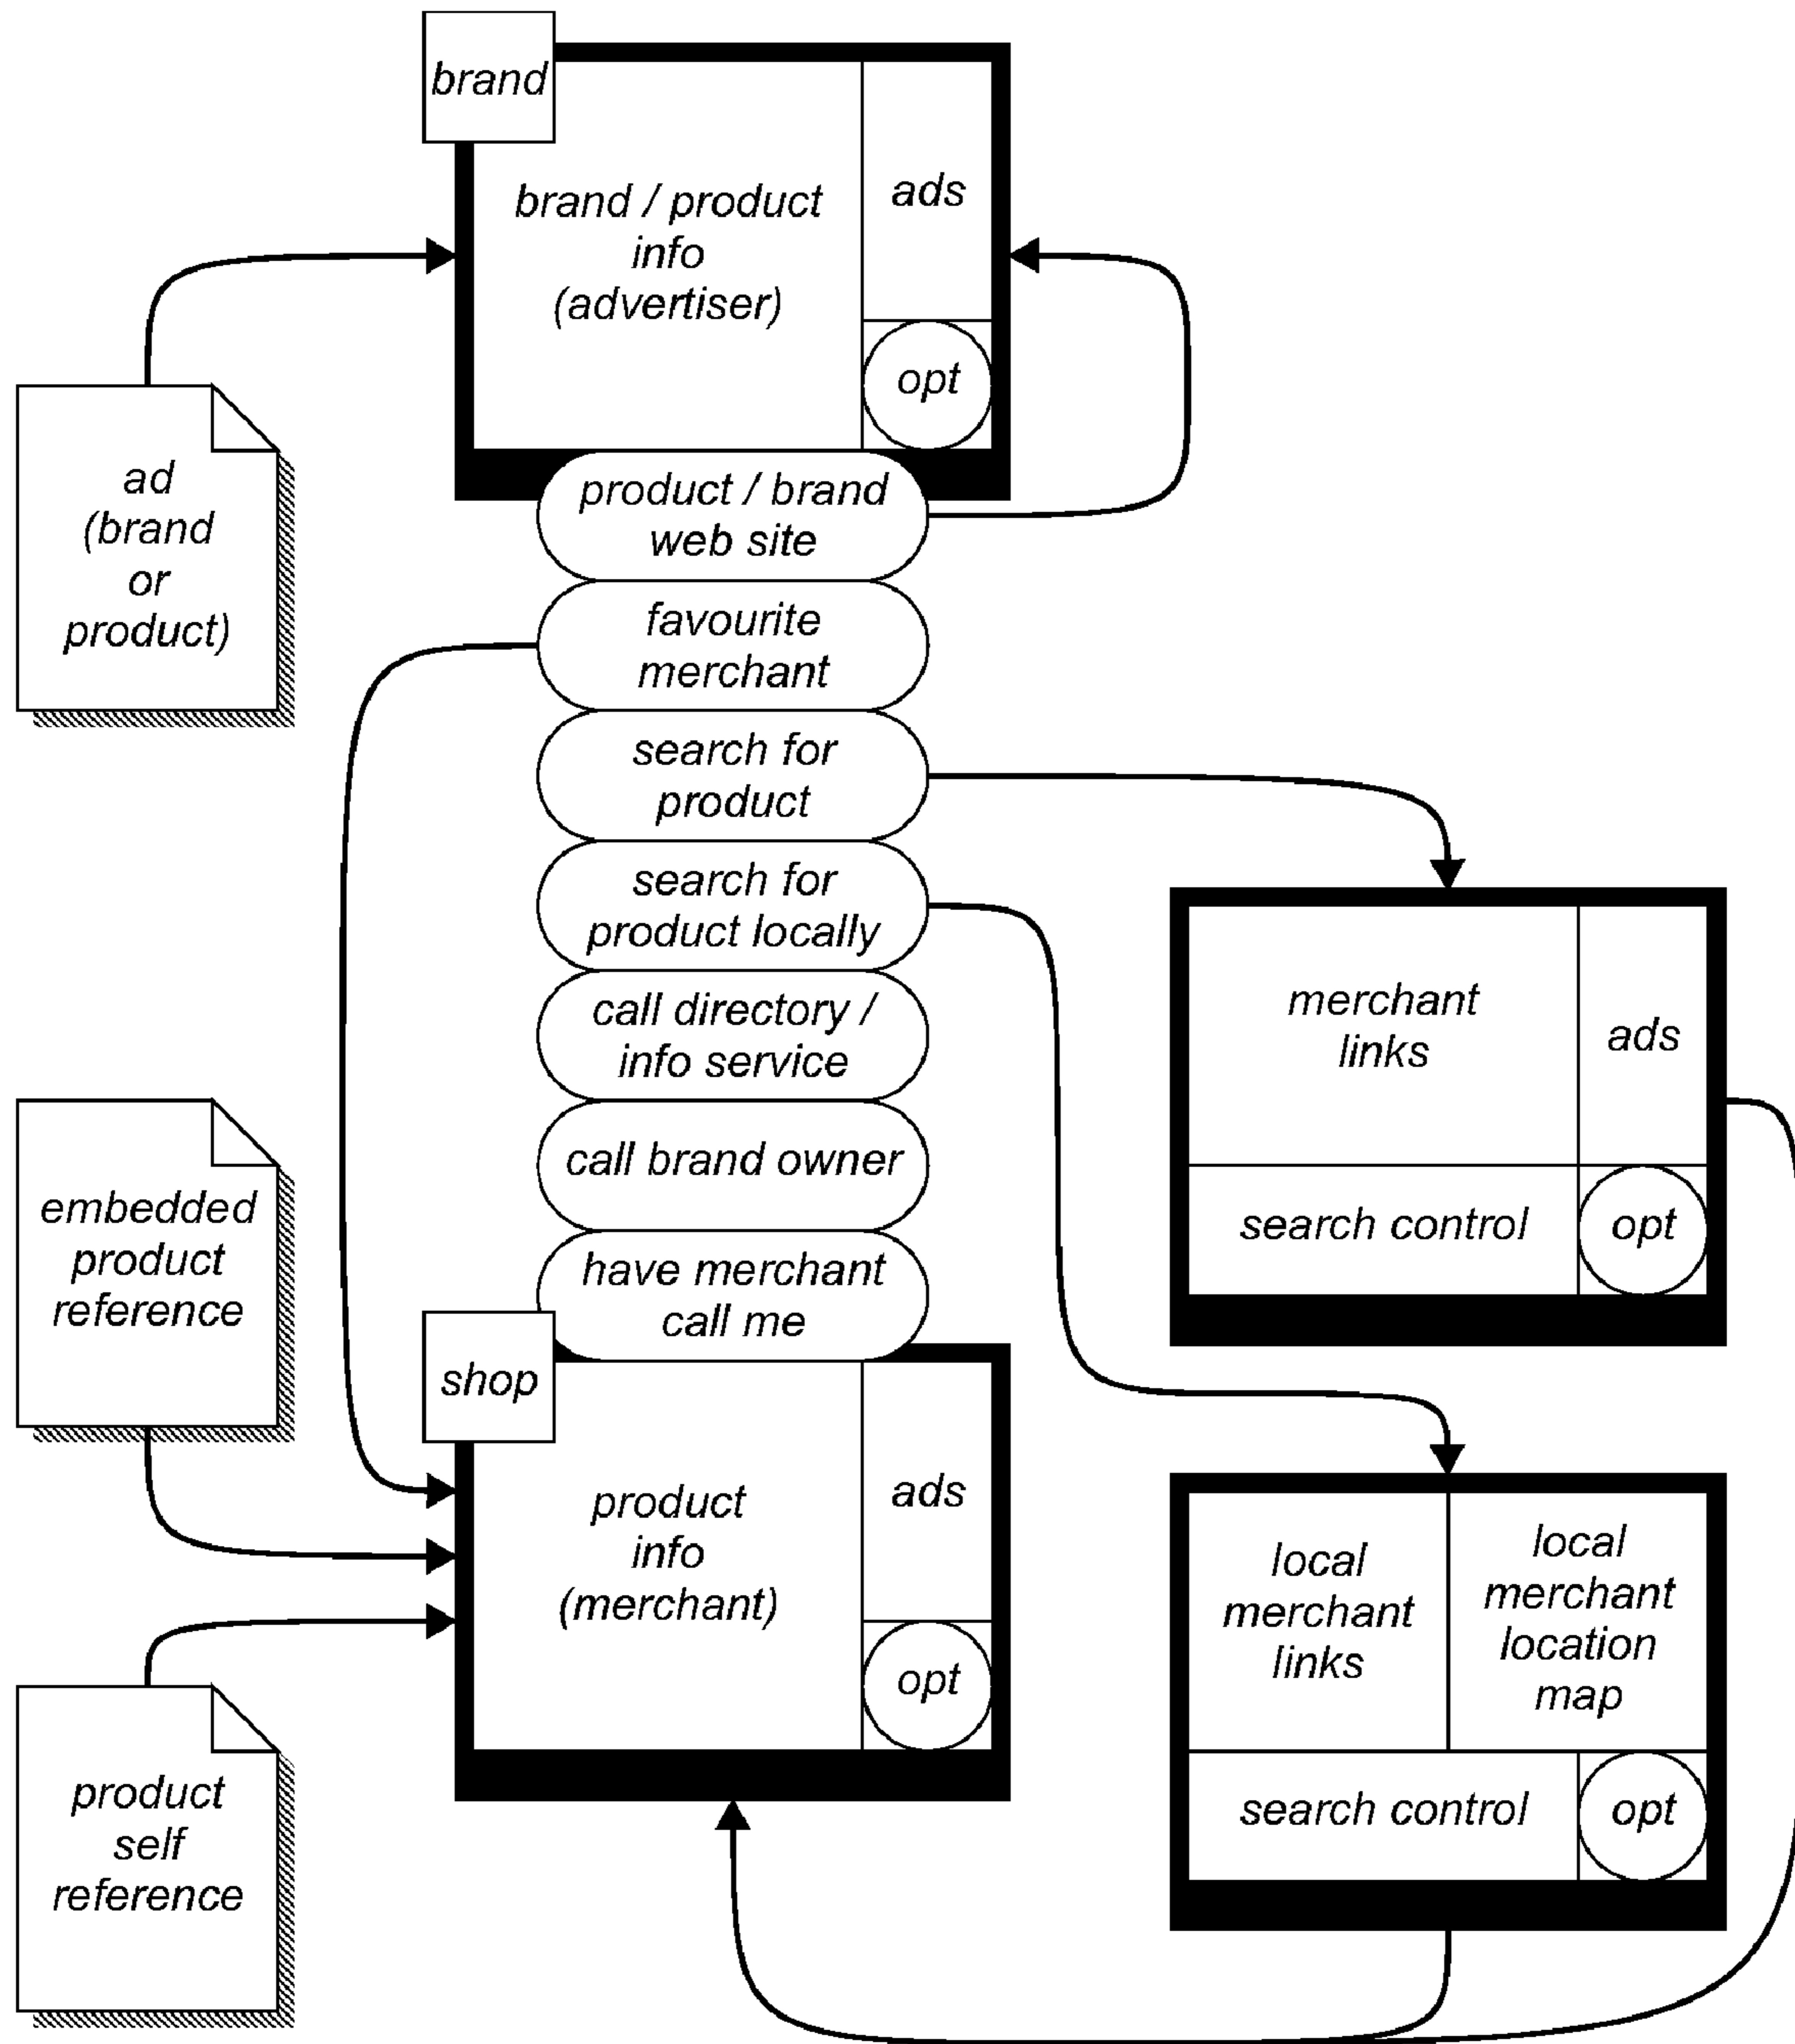 brand
brand / product
info
(advertiser)
ads
opt
ad
(brand
or
product)
product / brand
web site
favourite
merchant
search for
product
search for
product locally
call directory /
info service
call brand owner
have merchant
call me
merchant
links
ads
search control
opt
embedded
product
reference
shop
product
info
(merchant)
ads
opt
local
merchant
links
local
merchant
location
map
search control
opt
product
self
reference